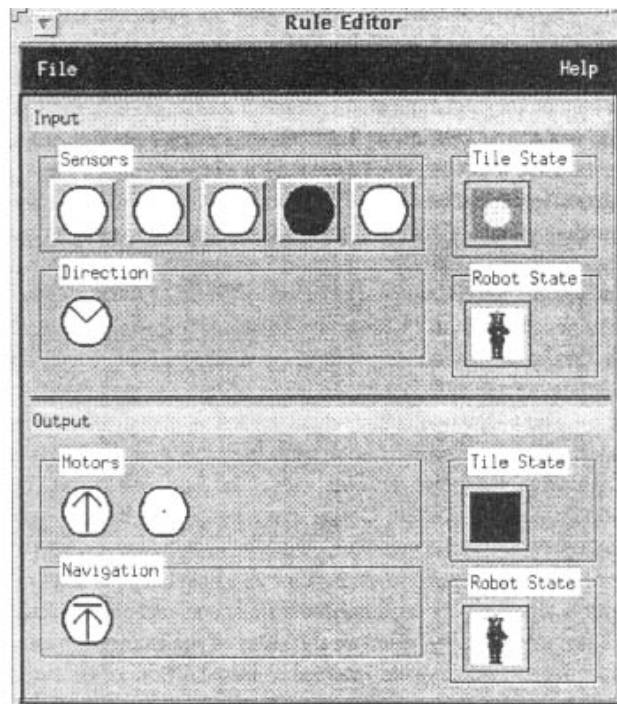 Rule Editor
File Help
Input
Sensors Tile State
Direction
Robot State
Output
Motors Tile State
Navigation
Robot State